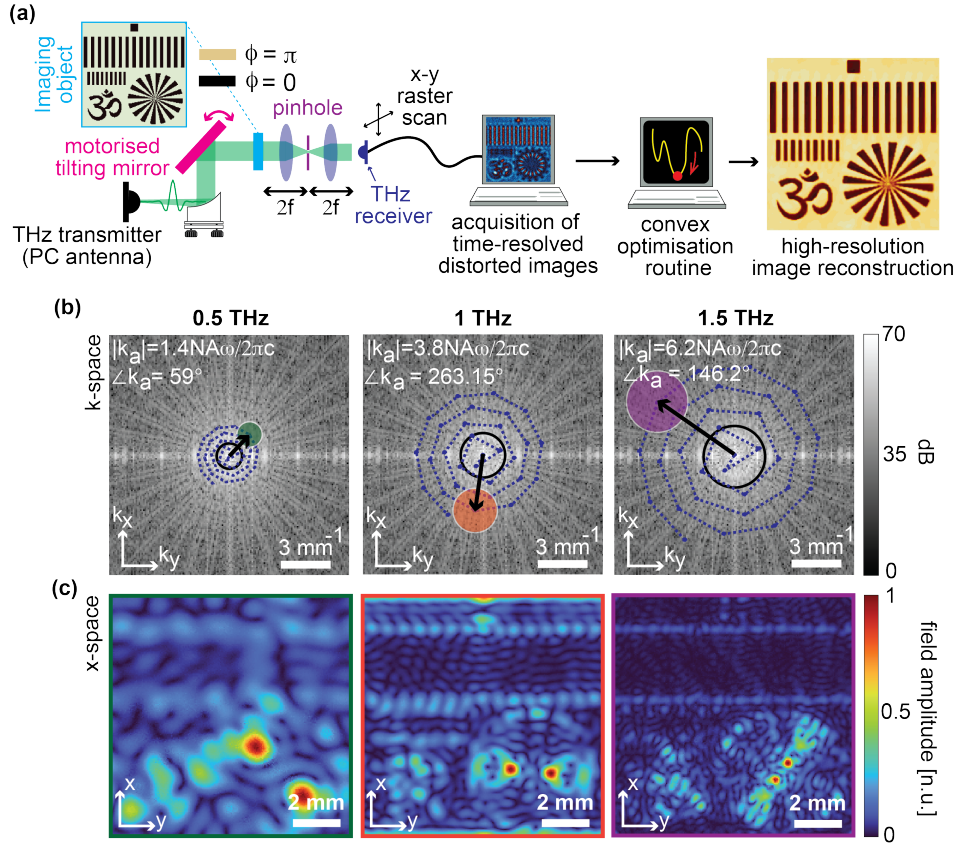 (a)
Imaging
object
ϕ = π
ϕ = 0
ॐ
motorised
tilting mirror
pinhole
x-y
raster
scan
2f
2f
THz
receiver
THz transmitter
(PC antenna)
acquisition of
time-resolved
distorted images
convex
optimisation
routine
ॐ
high-resolution
image reconstruction
(b)
0.5 THz
1 THz
1.5 THz
k-space
|kₐ|=1.4NAω/2πc
∠kₐ= 59°
kₓ
k_y
3 mm⁻¹
|kₐ|=3.8NAω/2πc
∠kₐ= 263.15°
kₓ
k_y
3 mm⁻¹
|kₐ|=6.2NAω/2πc
∠kₐ = 146.2°
kₓ
k_y
3 mm⁻¹
70
35
0
dB
(c)
x-space
x
y
2 mm
x
y
2 mm
x
y
2 mm
1
0.5
0
field amplitude [n.u.]